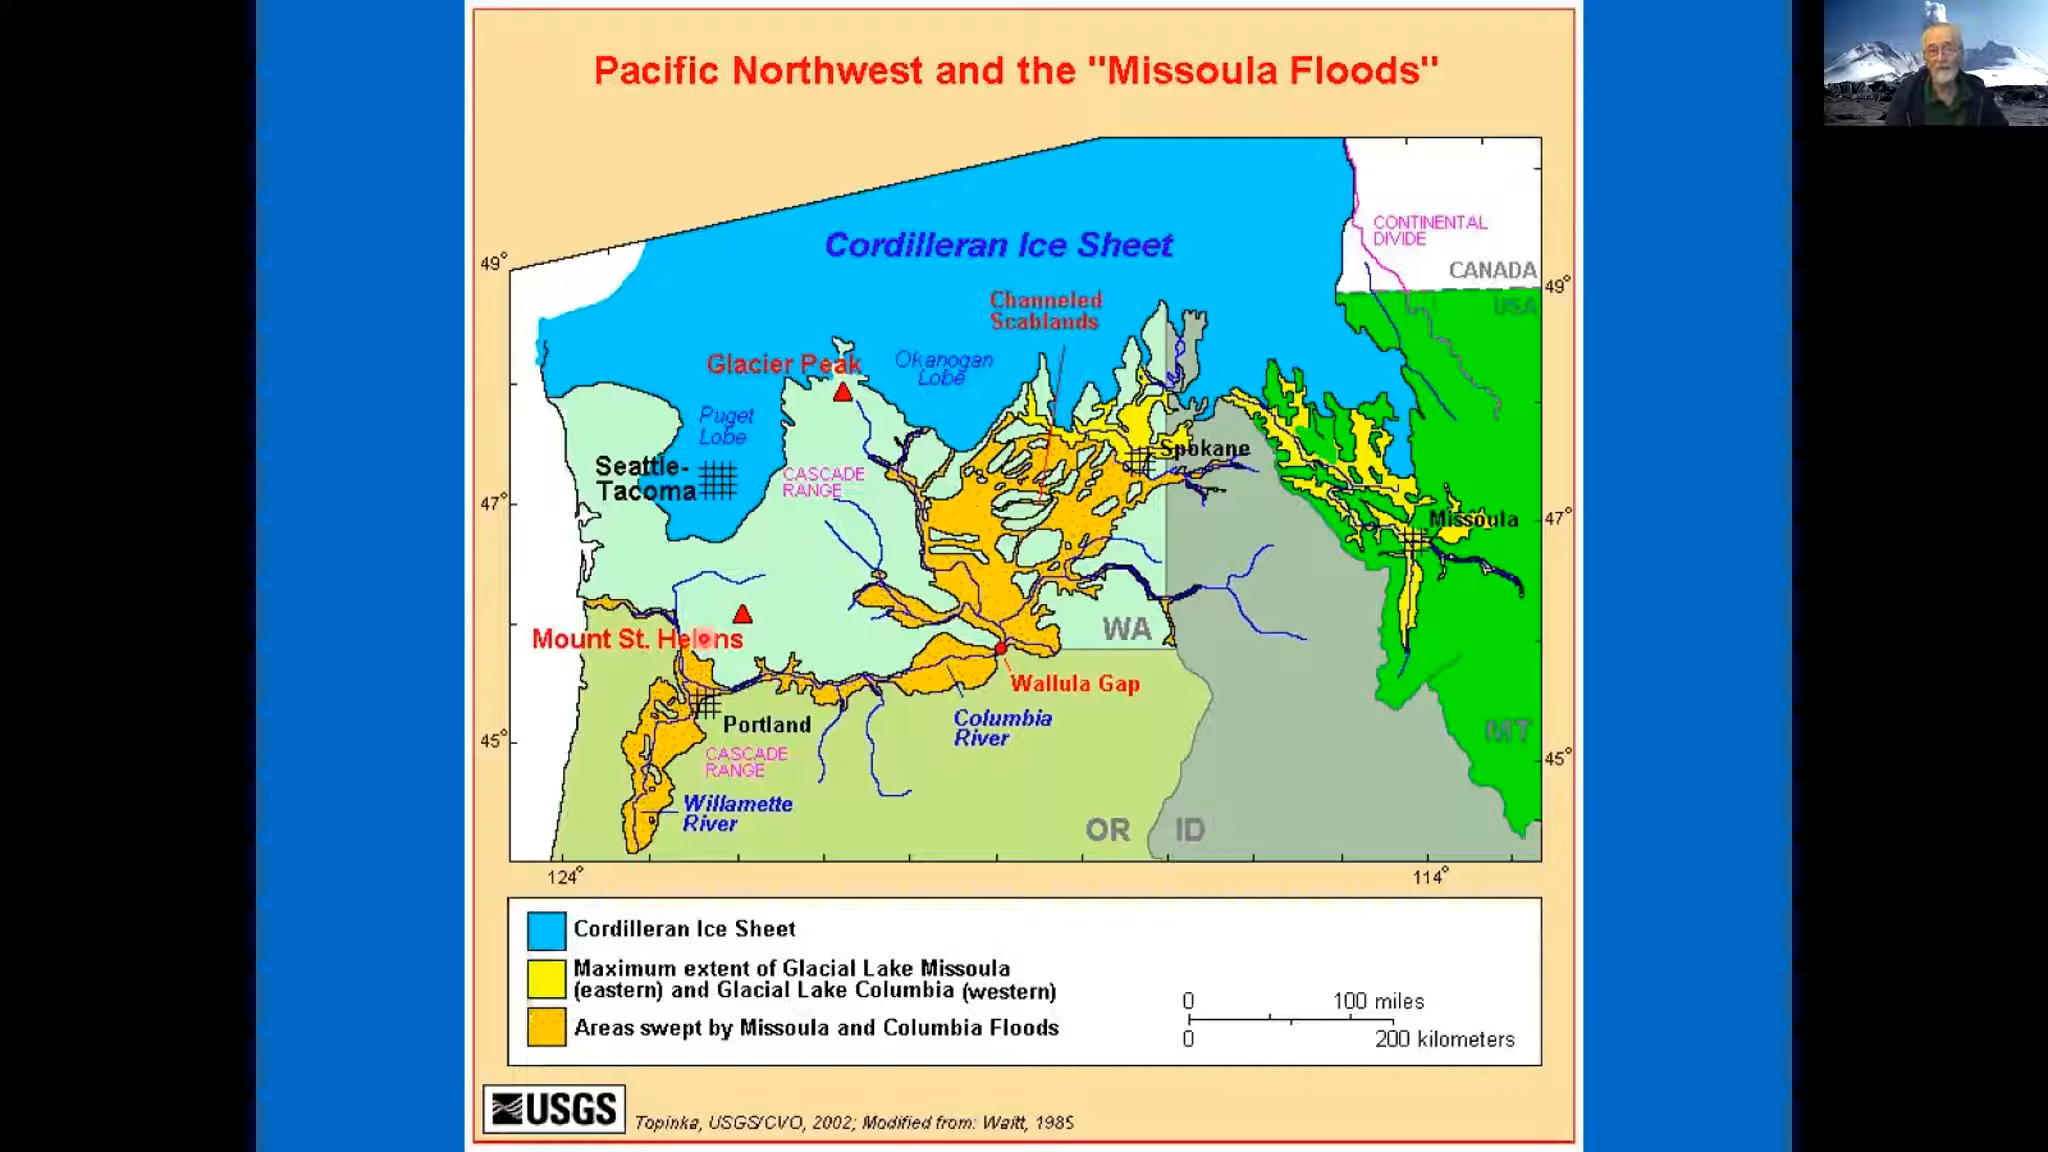 Pacific Northwest and the "Missoula Floods"
CONTINENTAL
DIVIDE
Cordilleran Ice Sheet
49°
CANADA
49°
USA
Channeled
Scablands
Glacier Peak
Okanogan
Lobe
Puget
Lobe
Spokane
Seattle-
Tacoma
CASCADE
RANGE
47°
Missoula
47°
WA
Mount St. Helens
Wallula Gap
Portland
Columbia
River
MT
45°
CASCADE
RANGE
45°
Willamette
River
OR
ID
124°
114°
Cordilleran Ice Sheet
Maximum extent of Glacial Lake Missoula
(eastern) and Glacial Lake Columbia (western)
0 100 miles
Areas swept by Missoula and Columbia Floods
0 200 kilometers
USGS
Topinka, USGS/CVO, 2002; Modified from: Waitt, 1985